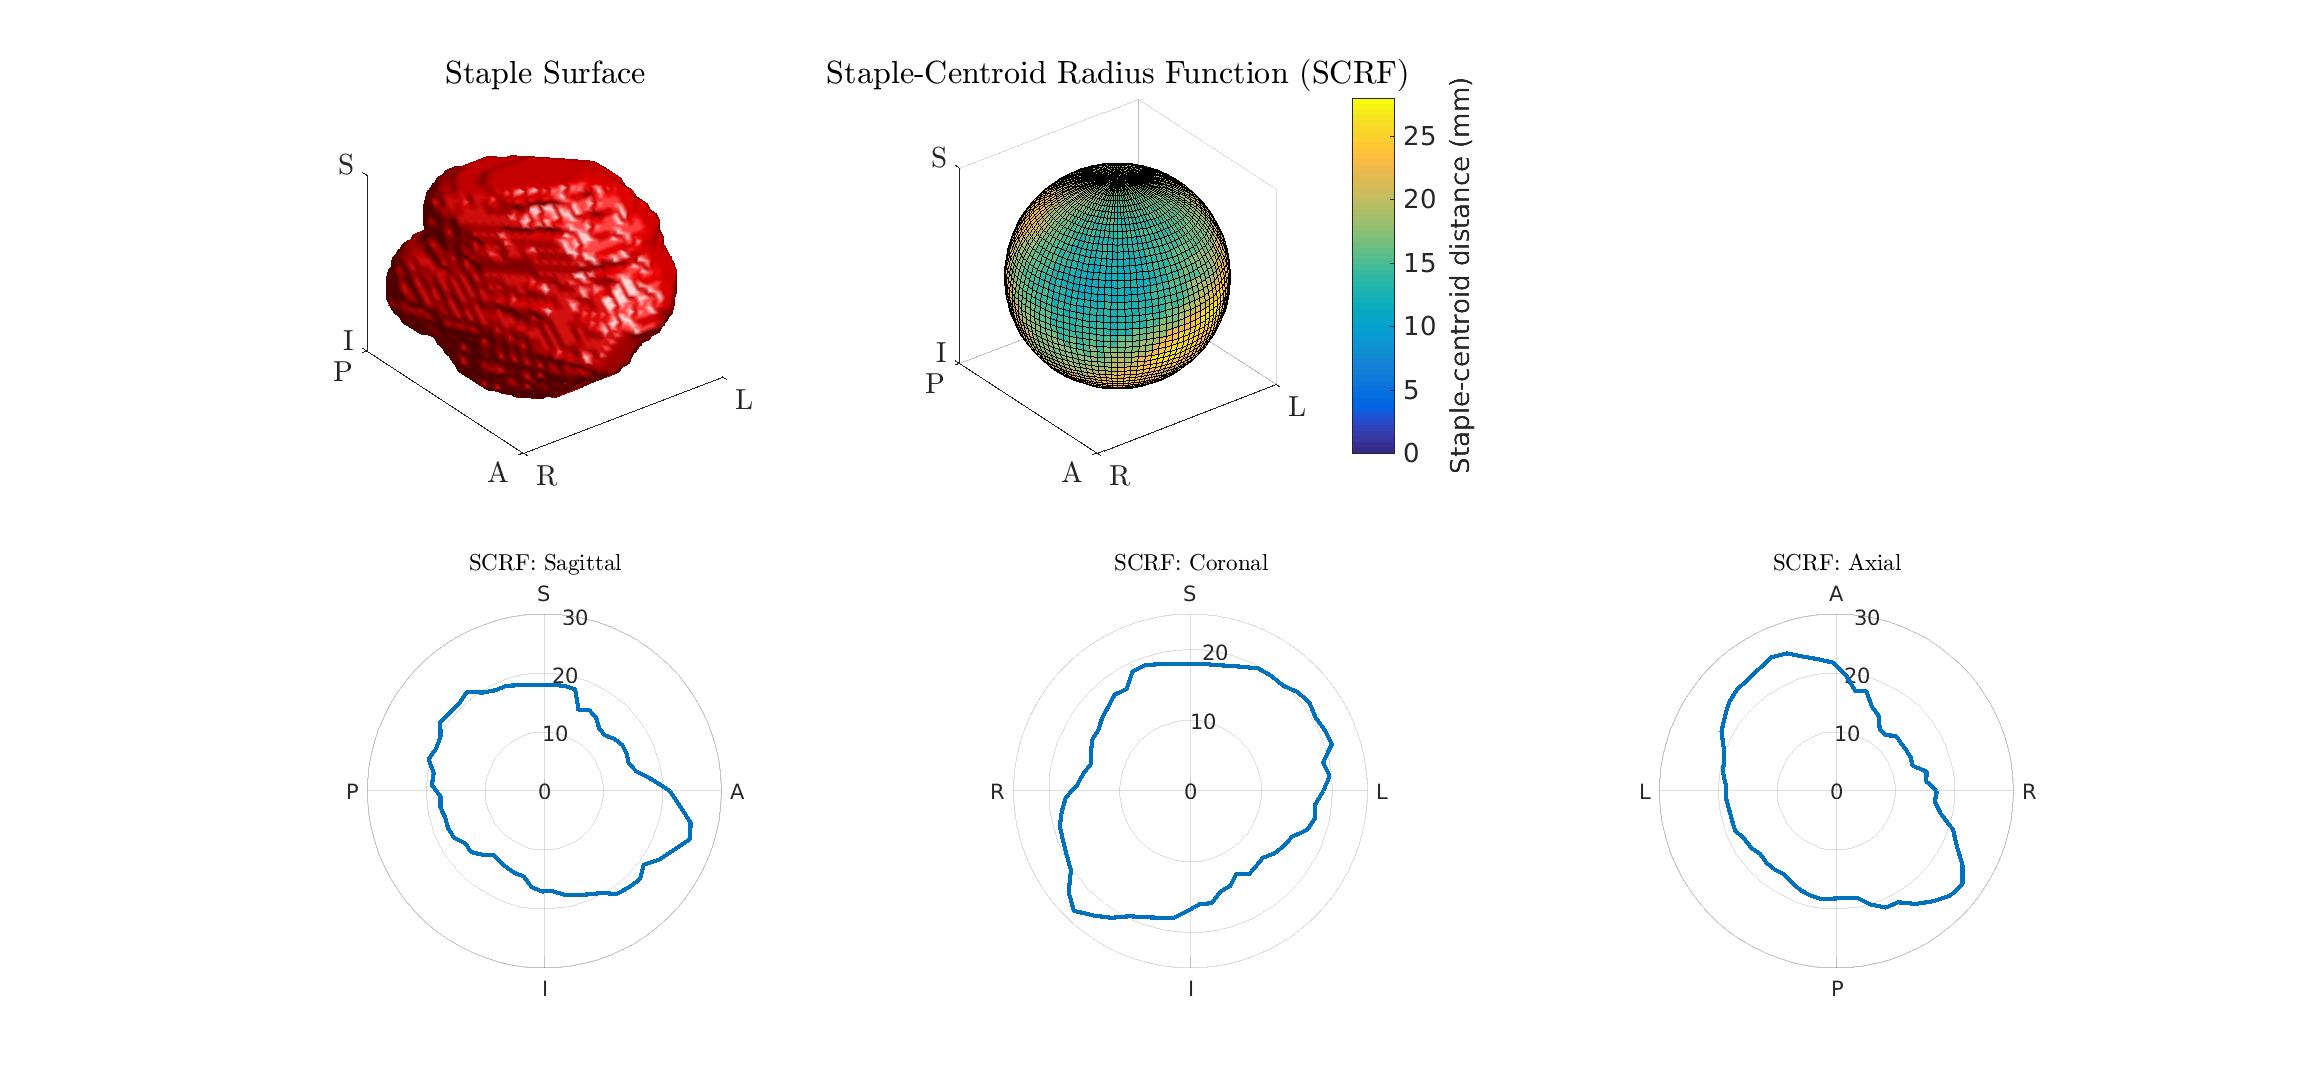 Staple Surface
S
I
P
A
R
L
Staple-Centroid Radius Function (SCRF)
S
I
P
A
R
L
25
20
15
10
5
0
Staple-centroid distance (mm)
SCRF: Sagittal
S
30
20
10
0
P
A
I
SCRF: Coronal
S
20
10
0
R
L
I
SCRF: Axial
A
30
20
10
0
L
R
P